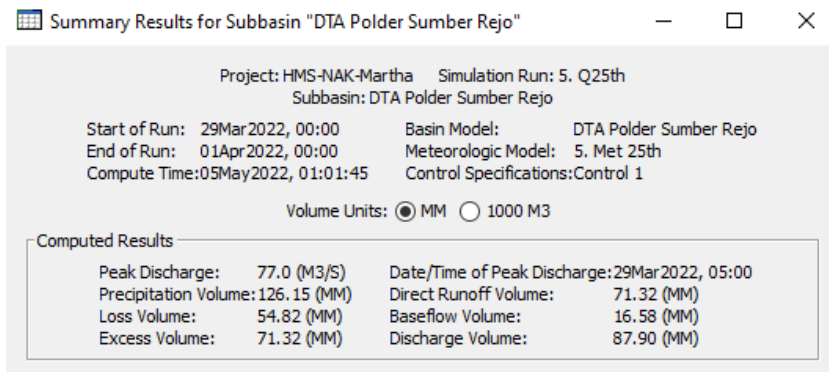 Summary Results for Subbasin "DTA Polder Sumber Rejo"
Project: HMS-NAK-Martha Simulation Run: 5. Q25th
Subbasin: DTA Polder Sumber Rejo
Start of Run: 29Mar2022, 00:00 Basin Model: DTA Polder Sumber Rejo
End of Run: 01Apr2022, 00:00 Meteorologic Model: 5. Met 25th
Compute Time:05May2022, 01:01:45 Control Specifications:Control 1
Volume Units: MM 1000 M3
Computed Results
Peak Discharge: 77.0 (M3/S) Date/Time of Peak Discharge:29Mar2022, 05:00
Precipitation Volume:126.15 (MM) Direct Runoff Volume: 71.32 (MM)
Loss Volume: 54.82 (MM) Baseflow Volume: 16.58 (MM)
Excess Volume: 71.32 (MM) Discharge Volume: 87.90 (MM)